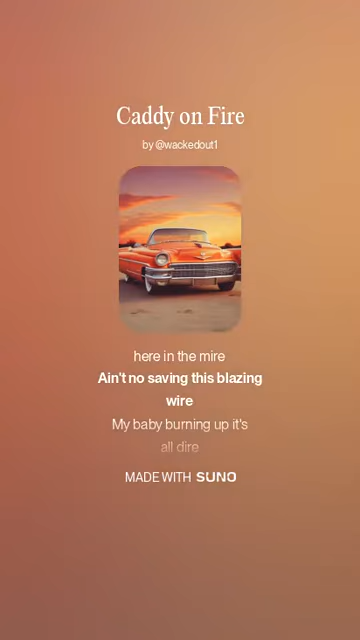 Caddy on Fire
by @wackedout1
here in the mire
Ain't no saving this blazing
wire
My baby burning up it's
all dire
MADE WITH SUNO